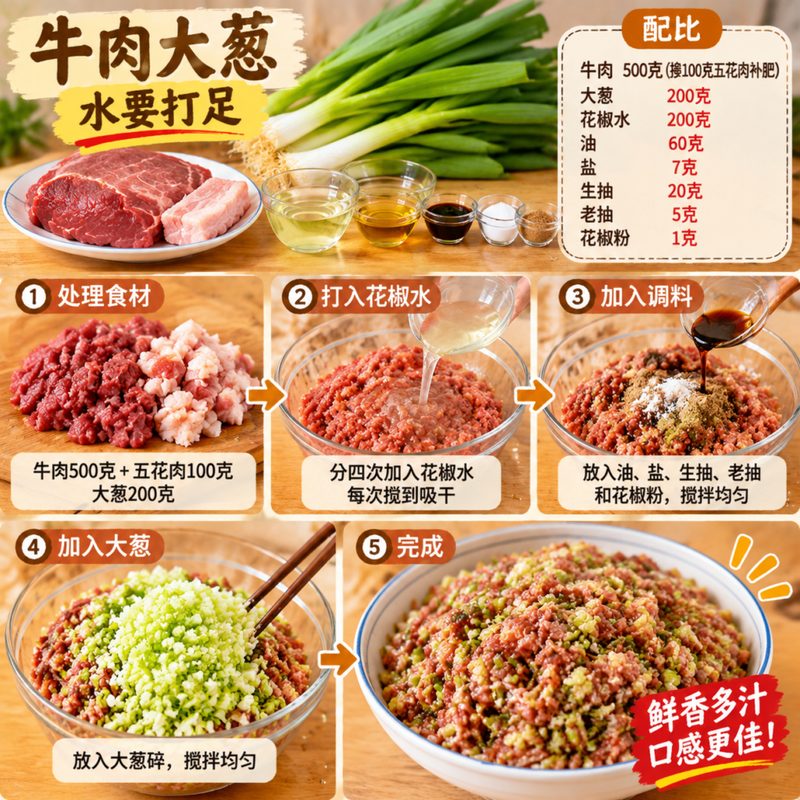 牛肉大葱
水要打足
配比
牛肉 500克 (掺100克五花肉补肥)
大葱 200克
花椒水 200克
油 60克
盐 7克
生抽 20克
老抽 5克
花椒粉 1克
1 处理食材
牛肉500克 + 五花肉100克
大葱200克
2 打入花椒水
分四次加入花椒水
每次搅到吸干
3 加入调料
放入油、盐、生抽、老抽
和花椒粉，搅拌均匀
4 加入大葱
放入大葱碎，搅拌均匀
5 完成
鲜香多汁
口感更佳！